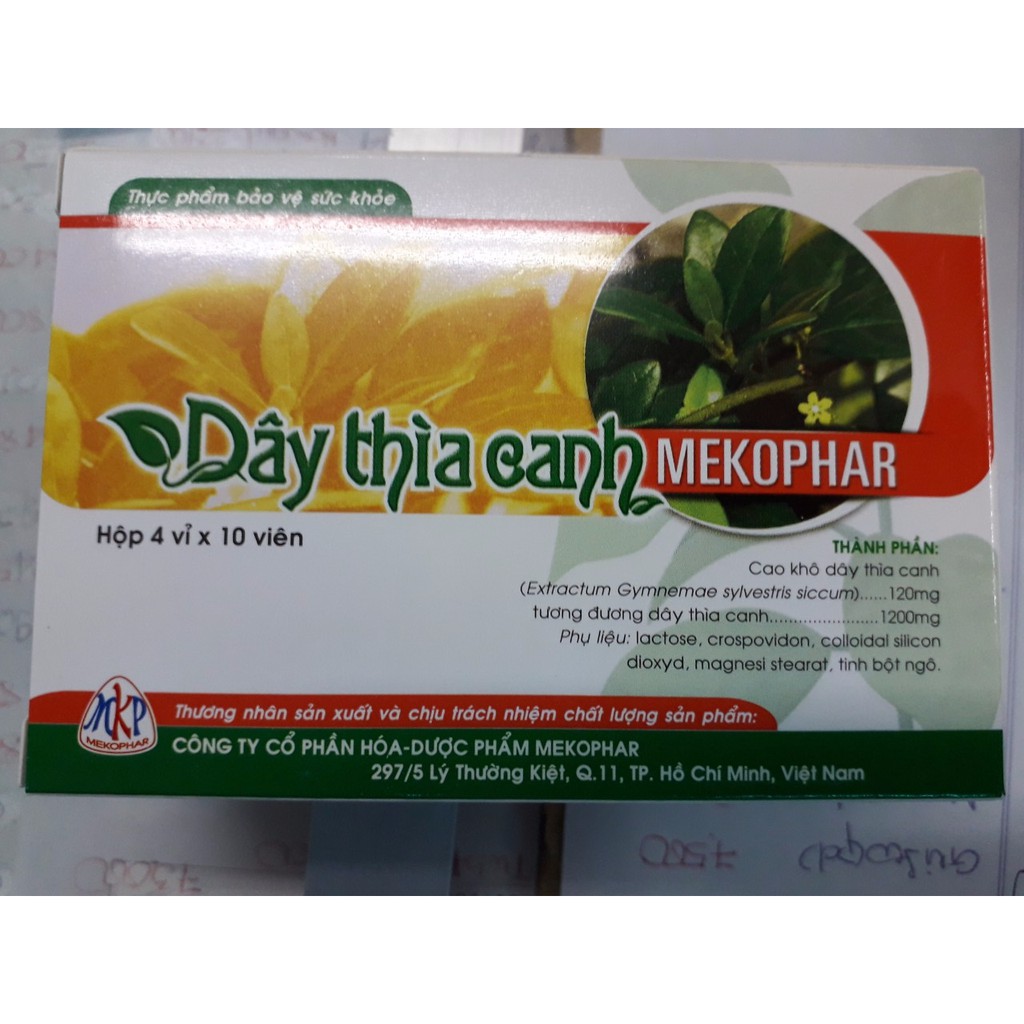 Thực phẩm bảo vệ sức khỏe
Dây thìa canh MEKOPHAR
Hộp 4 vỉ x 10 viên
THÀNH PHẦN:
Cao khô dây thìa canh
(Extractum Gymnemae sylvestris siccum)......120mg
tương đương dây thìa canh.......................1200mg
Phụ liệu: lactose, crospovidon, colloidal silicon
dioxyd, magnesi stearat, tinh bột ngô.
MKP
MEKOPHAR
Thương nhân sản xuất và chịu trách nhiệm chất lượng sản phẩm:
CÔNG TY CỔ PHẦN HÓA-DƯỢC PHẨM MEKOPHAR
297/5 Lý Thường Kiệt, Q.11, TP. Hồ Chí Minh, Việt Nam
7500